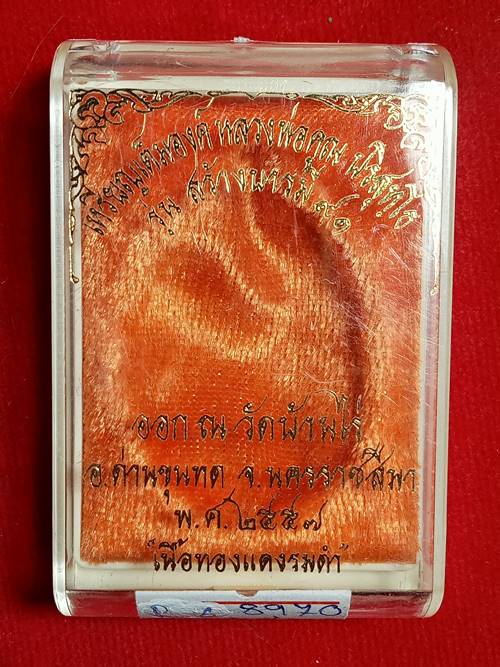 เหรียญเต็มองค์ หลวงพ่อคูณ ปริสุทฺโธ
รุ่น สร้างบารมี ๙๑
ออก ณ วัดบ้านไร่
อ.ด่านขุนทด จ.นครราชสีมา
พ.ศ. ๒๕๕๗
"เนื้อทองแดงรมดำ"
8970